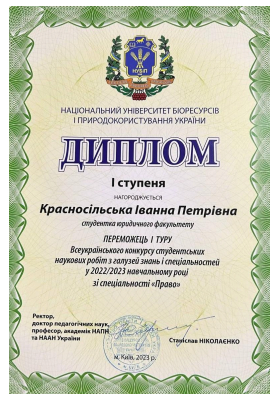 НУБІП
НАЦІОНАЛЬНИЙ УНІВЕРСИТЕТ БІОРЕСУРСІВ
І ПРИРОДОКОРИСТУВАННЯ УКРАЇНИ
ДИПЛОМ
І ступеня
НАГОРОДЖУЄТЬСЯ
Красносільська Іванна Петрівна
студентка юридичного факультету
ПЕРЕМОЖЕЦЬ І ТУРУ
Всеукраїнського конкурсу студентських
наукових робіт з галузей знань і спеціальностей
у 2022/2023 навчальному році
зі спеціальності «Право»
Ректор,
доктор педагогічних наук,
професор, академік НАПН
та НААН України
Станіслав НІКОЛАЄНКО
м. Київ, 2023 р.